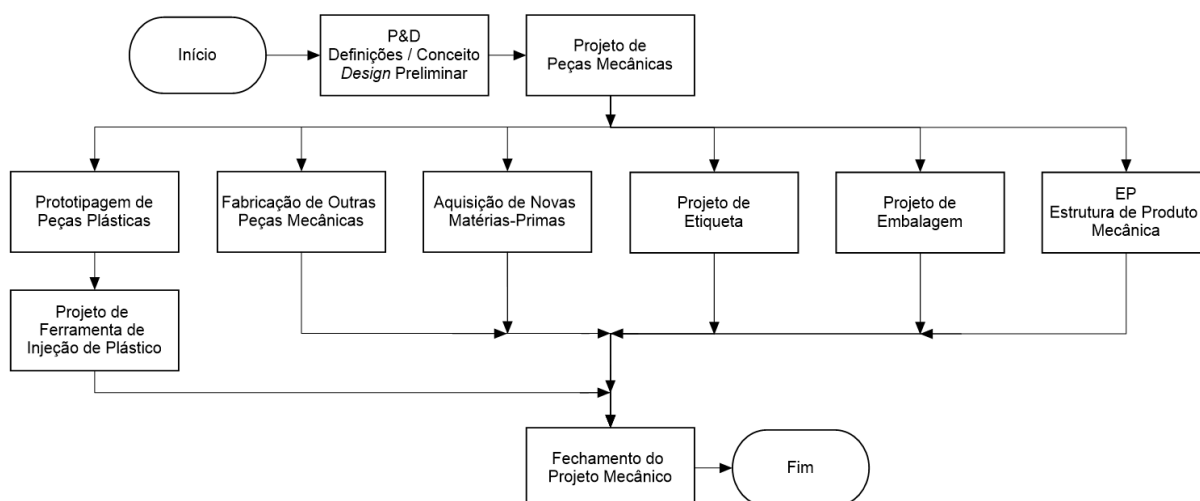 Início
P&D
Definições / Conceito
Design Preliminar
Projeto de
Peças Mecânicas
Prototipagem de
Peças Plásticas
Fabricação de Outras
Peças Mecânicas
Aquisição de Novas
Matérias-Primas
Projeto de
Etiqueta
Projeto de
Embalagem
EP
Estrutura de Produto
Mecânica
Projeto de
Ferramenta de
Injeção de Plástico
Fechamento do
Projeto Mecânico
Fim